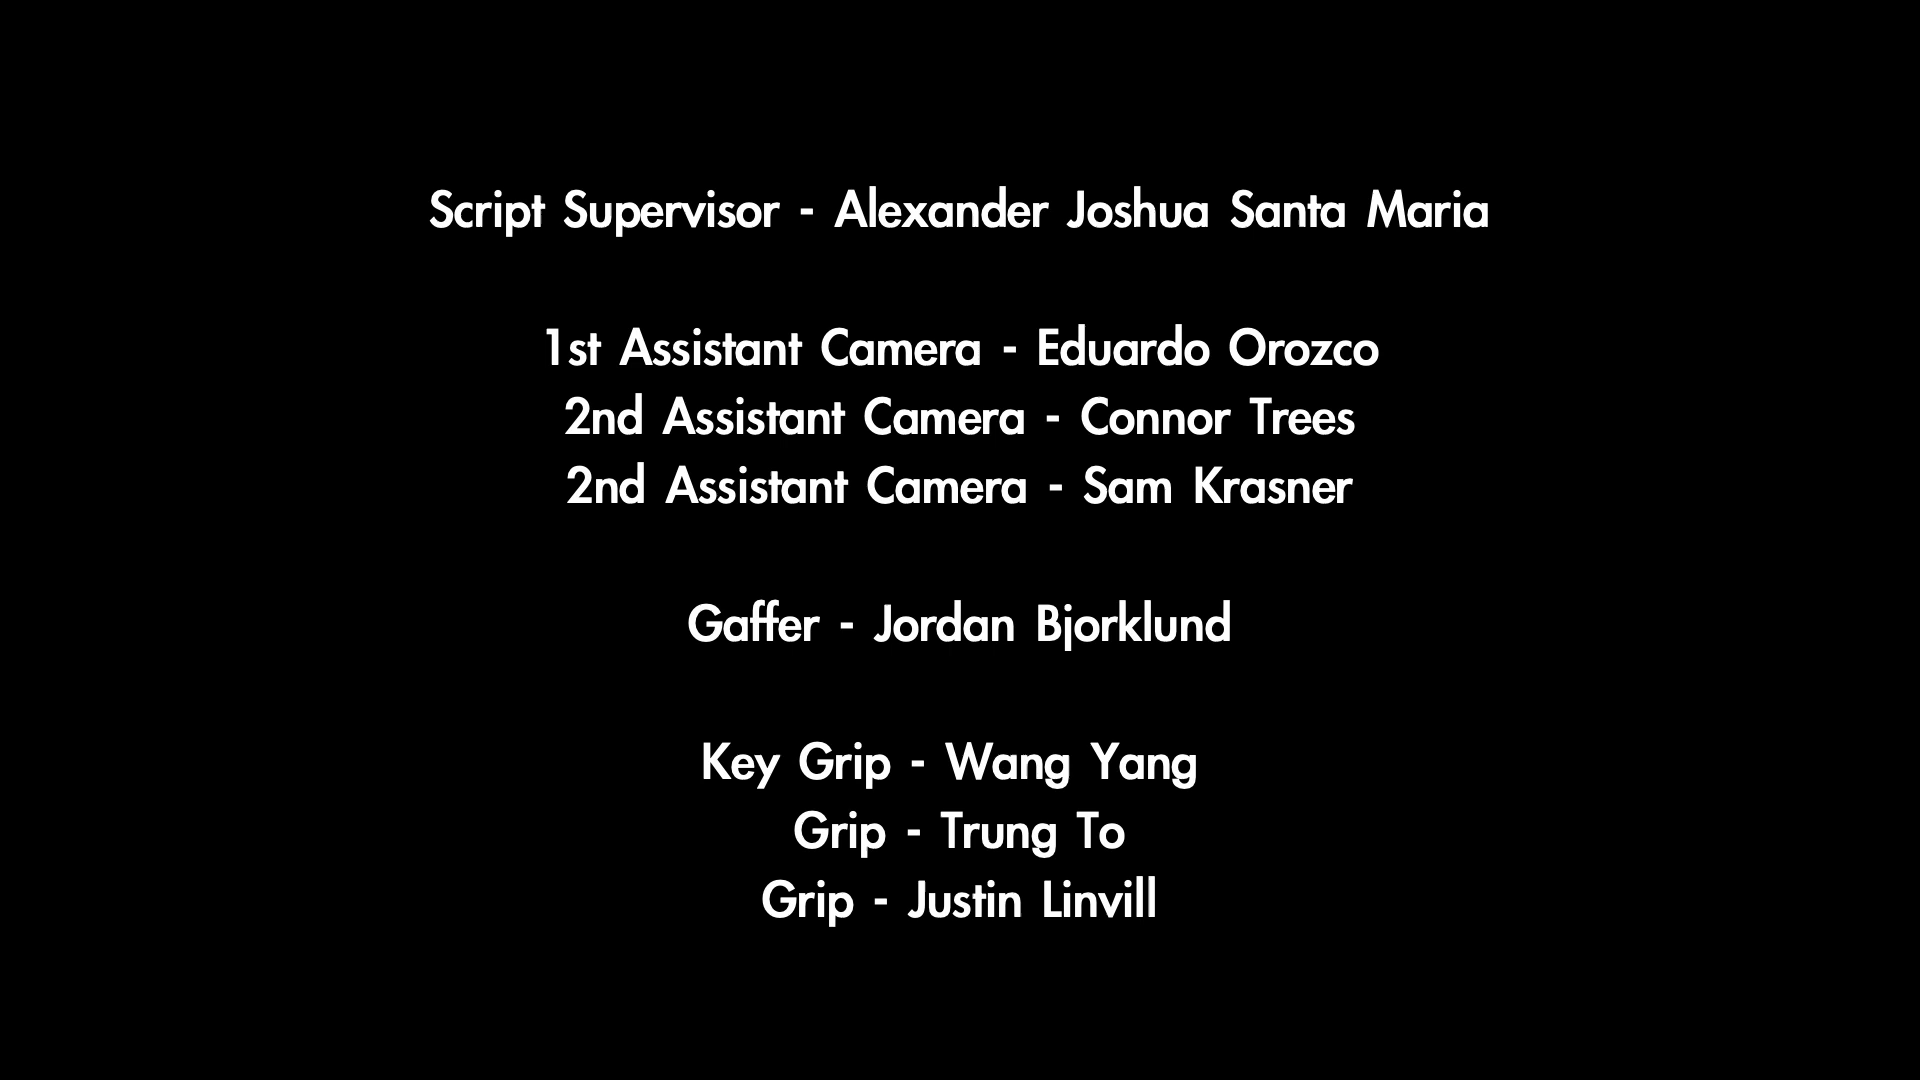 Script Supervisor - Alexander Joshua Santa Maria
1st Assistant Camera - Eduardo Orozco
2nd Assistant Camera - Connor Trees
2nd Assistant Camera - Sam Krasner
Gaffer - Jordan Bjorklund
Key Grip - Wang Yang
Grip - Trung To
Grip - Justin Linvill